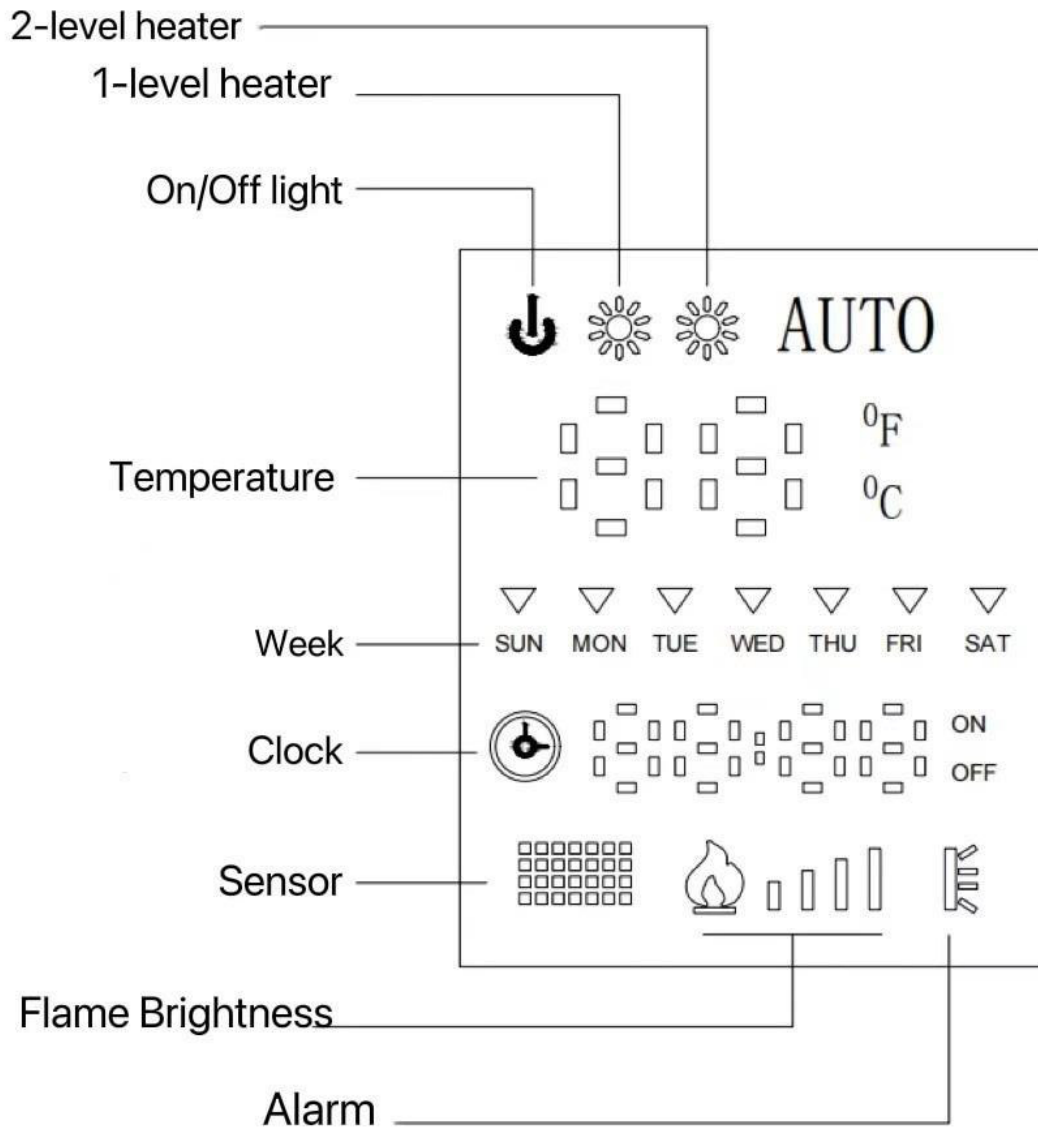 2-level heater
1-level heater
On/Off light
AUTO
⁰F
Temperature
⁰C
Week
SUN MON TUE WED THU FRI SAT
ON
Clock
OFF
Sensor
Flame Brightness
Alarm